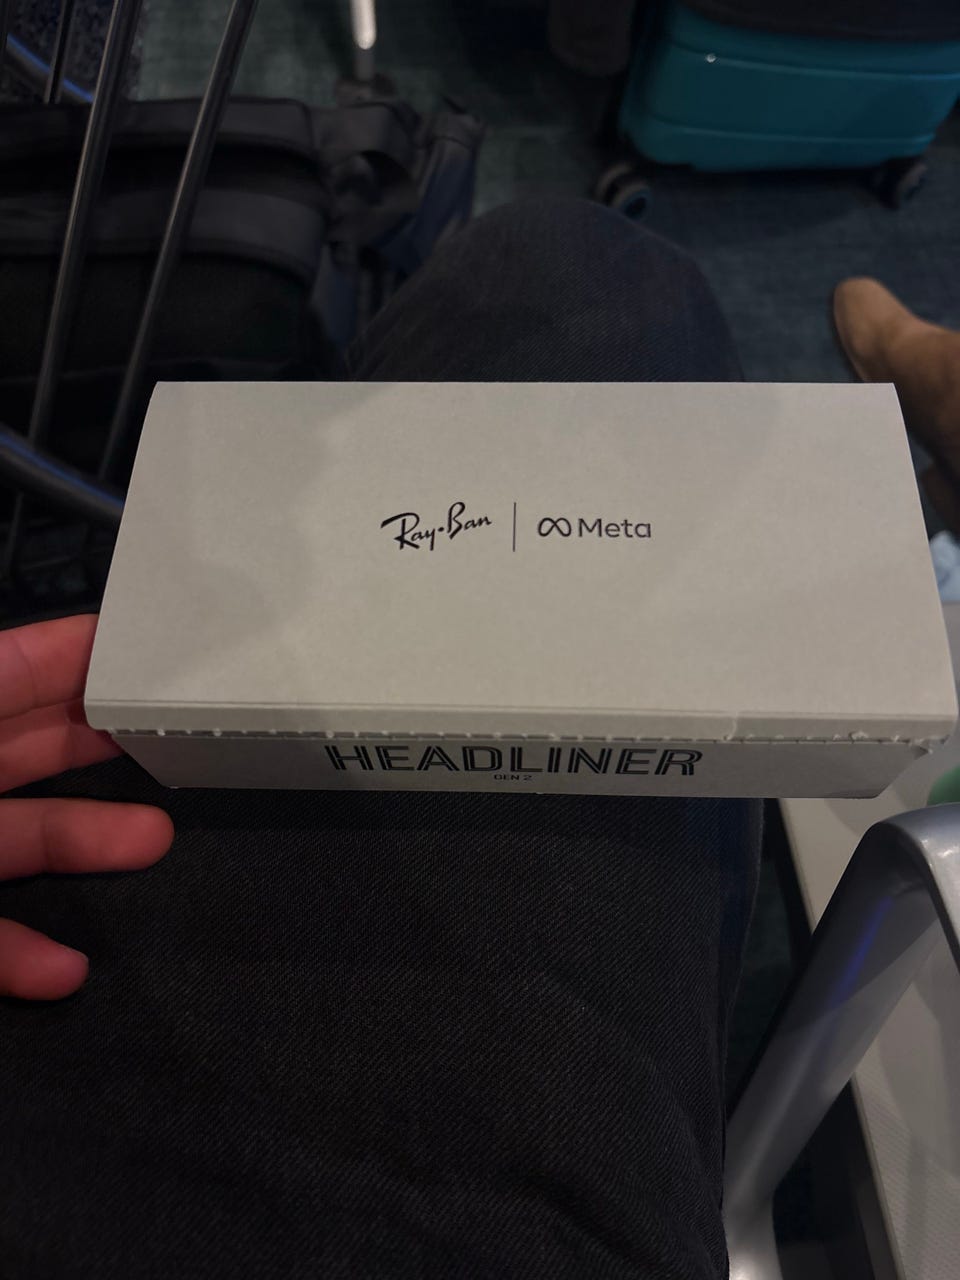 Ray-Ban | Meta
HEADLINER
GEN 2